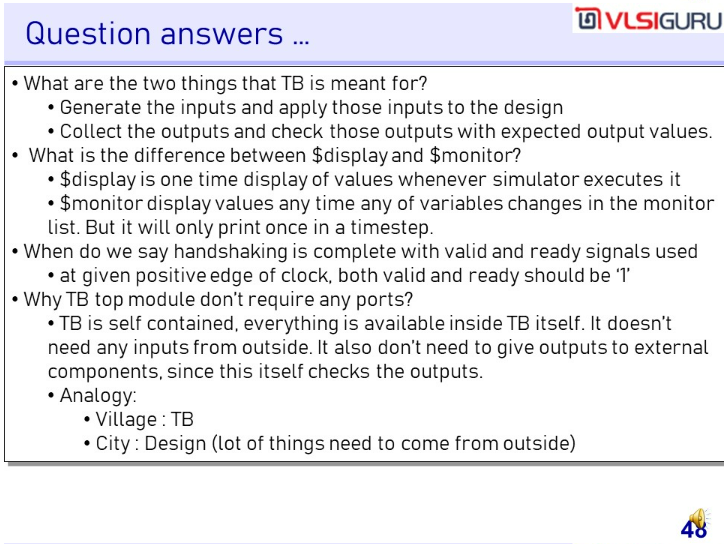 Question answers ...
VLSIGURU
• What are the two things that TB is meant for?
• Generate the inputs and apply those inputs to the design
• Collect the outputs and check those outputs with expected output values.
• What is the difference between $display and $monitor?
• $display is one time display of values whenever simulator executes it
• $monitor display values any time any of variables changes in the monitor
list. But it will only print once in a timestep.
• When do we say handshaking is complete with valid and ready signals used
• at given positive edge of clock, both valid and ready should be ‘1’
• Why TB top module don’t require any ports?
• TB is self contained, everything is available inside TB itself. It doesn’t
need any inputs from outside. It also don’t need to give outputs to external
components, since this itself checks the outputs.
• Analogy:
• Village : TB
• City : Design (lot of things need to come from outside)
48